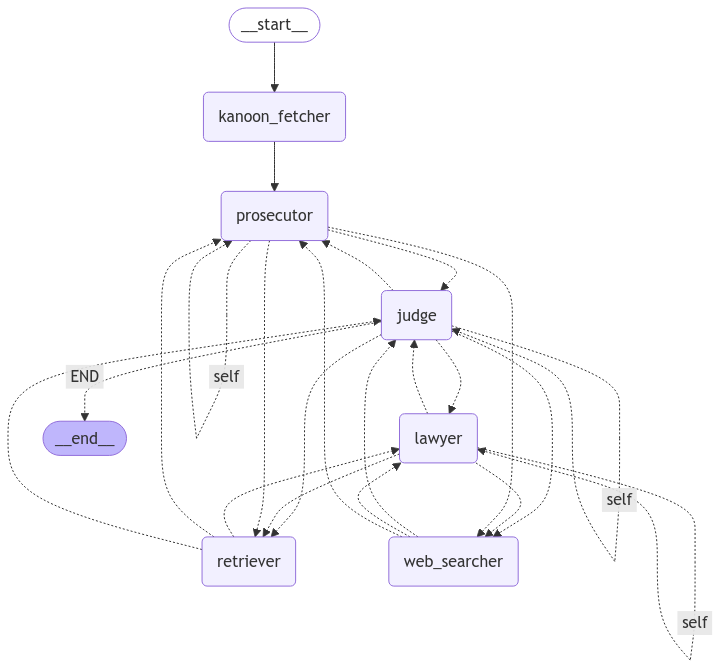 __start__
kanoon_fetcher
prosecutor
judge
END
self
__end__
lawyer
self
retriever
web_searcher
self